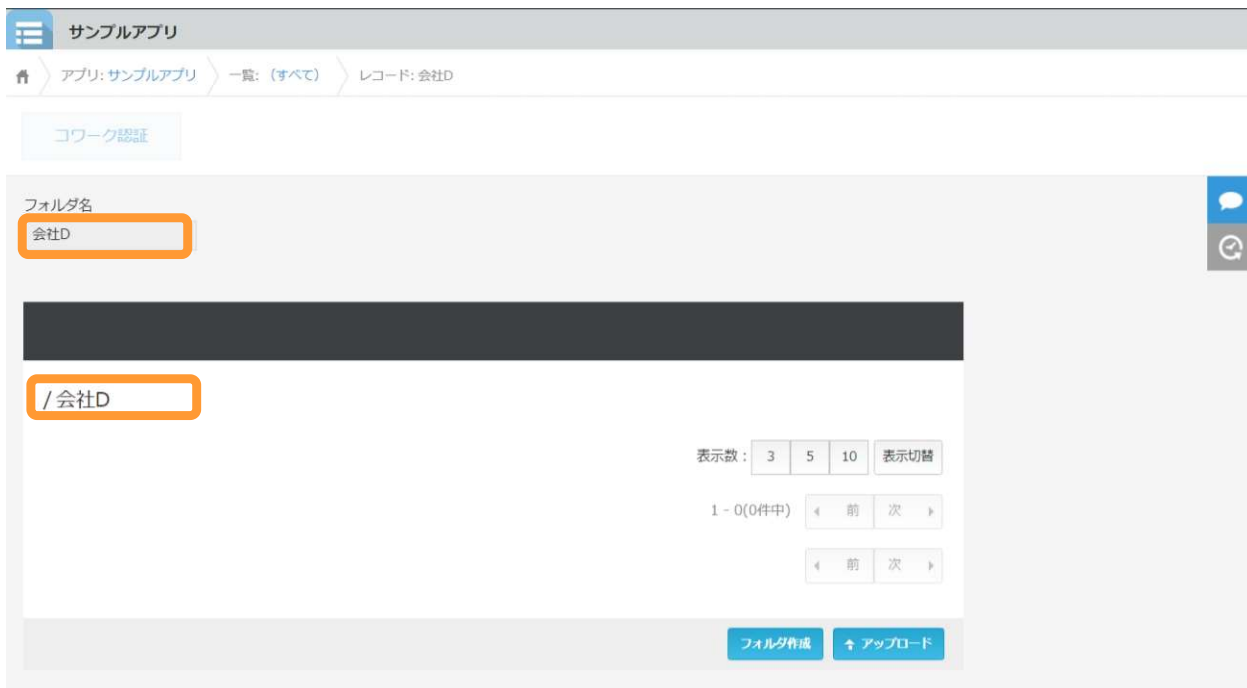 サンプルアプリ
アプリ: サンプルアプリ 一覧: (すべて) レコード: 会社D
コワーク認証
フォルダ名
会社D
/ 会社D
表示数： 3 5 10 表示切替
1 - 0(0件中) 前 次
前 次
フォルダ作成 アップロード